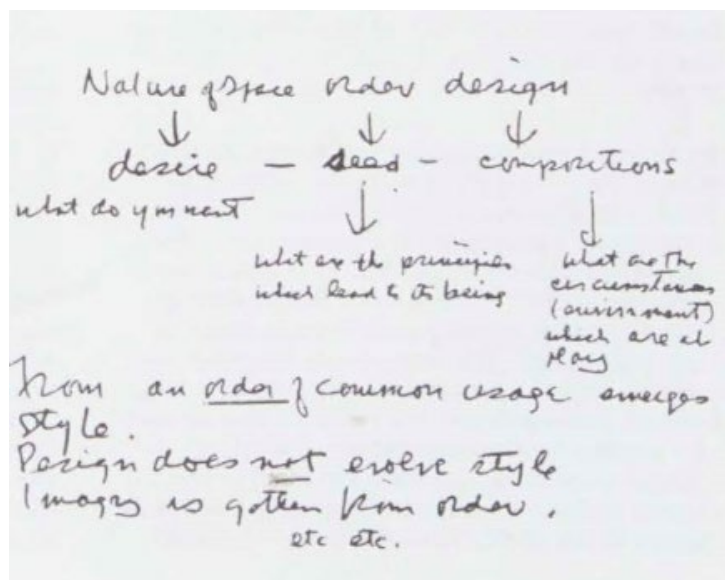 Nature of space order design
desire – seed – compositions
what do you want
what are the principles
which lead to its being
what are the
circumstances
(environment)
which are at
play
From an order of common usage emerges
style.
Design does not evolve style
Imagry is gotten from order.
etc etc.